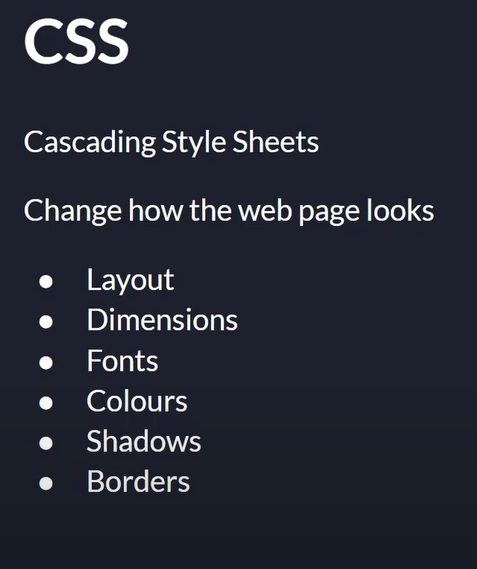 CSS
Cascading Style Sheets
Change how the web page looks
● Layout
● Dimensions
● Fonts
● Colours
● Shadows
● Borders